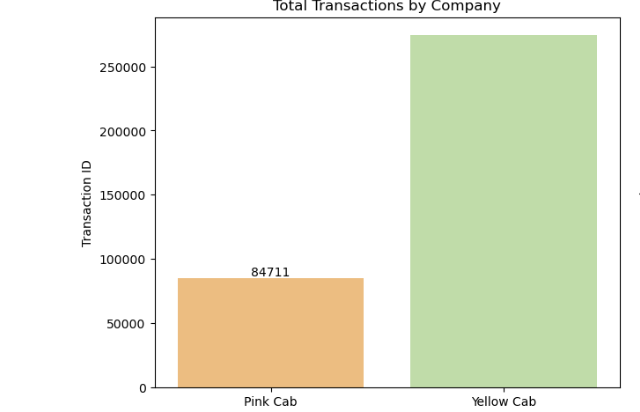 Total Transactions by Company
250000
200000
150000
100000
50000
0
Transaction ID
84711
Pink Cab
Yellow Cab